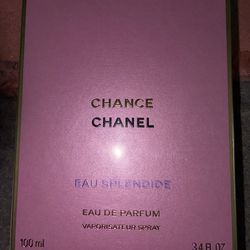 CHANCE
CHANEL
EAU SPLENDIDE
EAU DE PARFUM
VAPORISATEUR SPRAY
100 ml 3.4 FL. OZ.